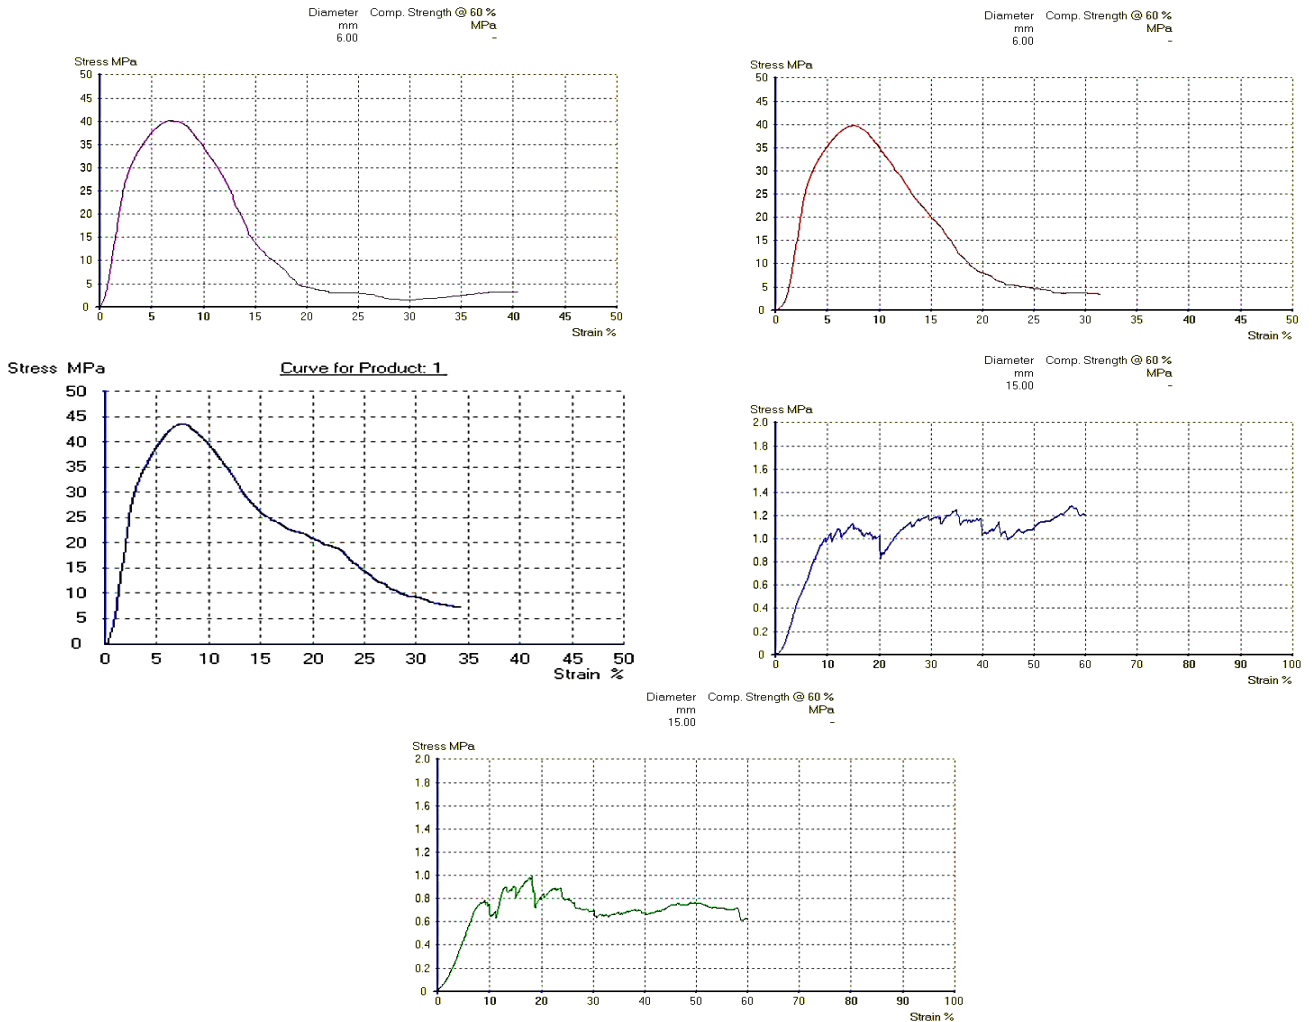 Diameter Comp. Strength @ 60 %
mm MPa
6.00 -
Stress MPa
50
45
40
35
30
25
20
15
10
5
0
0 5 10 15 20 25 30 35 40 45 50
Strain %
Diameter Comp. Strength @ 60 %
mm MPa
6.00 -
Stress MPa
50
45
40
35
30
25
20
15
10
5
0
0 5 10 15 20 25 30 35 40 45 50
Strain %
Stress MPa Curve for Product: 1
50
45
40
35
30
25
20
15
10
5
0
0 5 10 15 20 25 30 35 40 45 50
Strain %
Diameter Comp. Strength @ 60 %
mm MPa
15.00 -
Stress MPa
2.0
1.8
1.6
1.4
1.2
1.0
0.8
0.6
0.4
0.2
0
0 10 20 30 40 50 60 70 80 90 100
Strain %
Diameter Comp. Strength @ 60 %
mm MPa
15.00 -
Stress MPa
2.0
1.8
1.6
1.4
1.2
1.0
0.8
0.6
0.4
0.2
0
0 10 20 30 40 50 60 70 80 90 100
Strain %